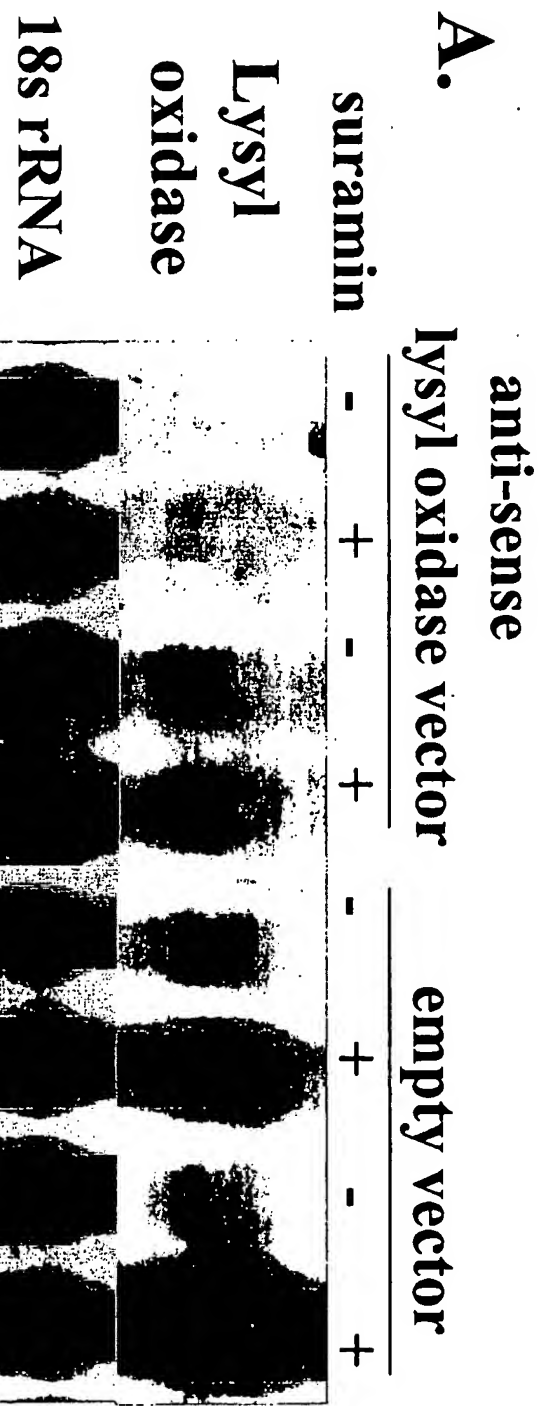 A.
anti-sense
lysyl oxidase vector
empty vector
suramin - + - + - + - +
Lysyl
oxidase
18s rRNA